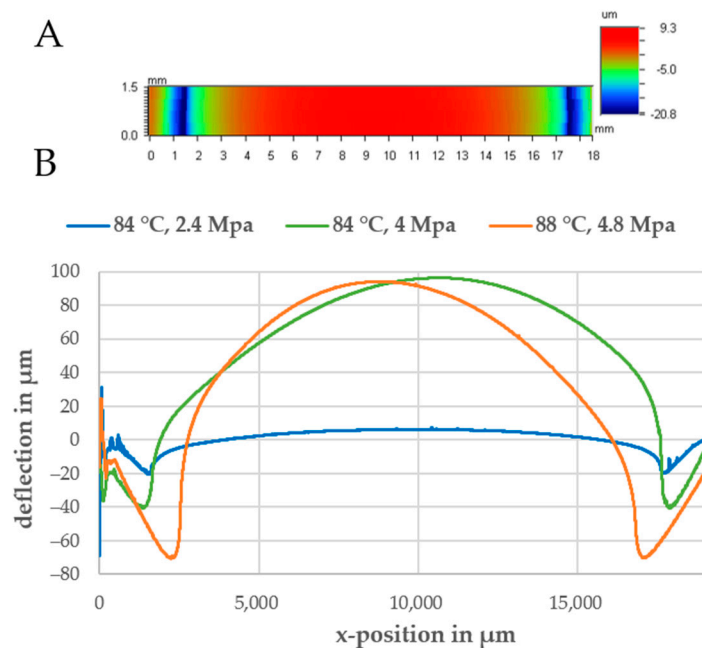 A
um
9.3
-5.0
-20.8
mm
1.5
0.0
mm
0 1 2 3 4 5 6 7 8 9 10 11 12 13 14 15 16 17 18
B
84 °C, 2.4 Mpa 84 °C, 4 Mpa 88 °C, 4.8 Mpa
deflection in µm
100
80
60
40
20
0
−20
−40
−60
−80
0 5,000 10,000 15,000
x-position in µm